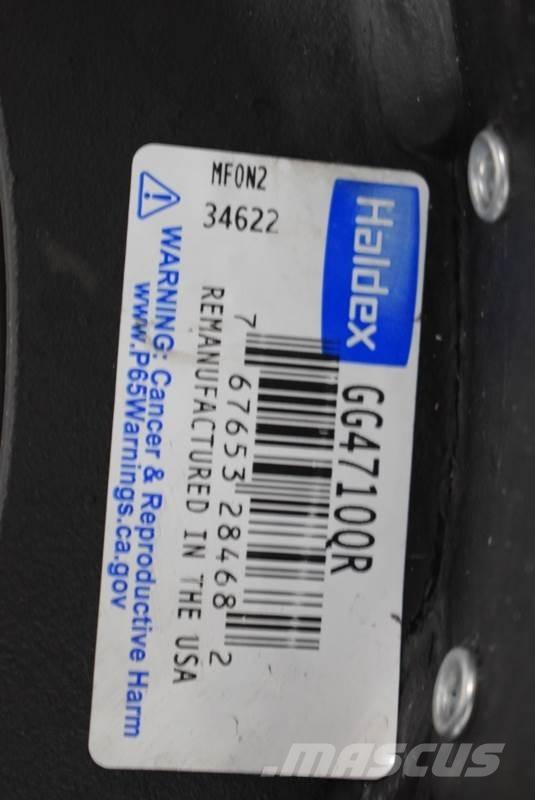 Haldex
GG4710QR
MFON2
34622
7 67653 28468 2
REMANUFACTURED IN THE USA
WARNING: Cancer & Reproductive Harm
www.P65Warnings.ca.gov
MASCUS